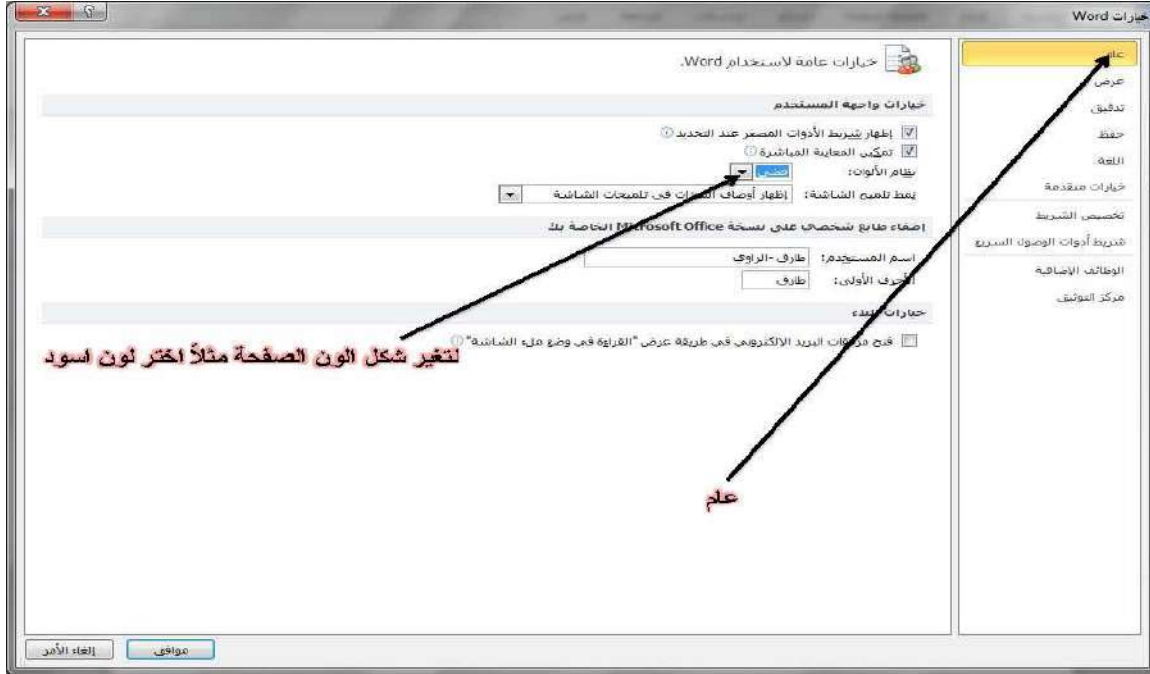 خيارات Word
عام
عرض
تدقيق
حفظ
اللغة
خيارات متقدمة
تخصيص الشريط
شريط أدوات الوصول السريع
الوظائف الإضافية
مركز التوثيق
خيارات عامة لاستخدام Word.
خيارات واجهة المستخدم
إظهار شريط الأدوات المصغر عند التحديد
تمكين المعاينة المباشرة
نظام الألوان: فضي
نمط تلميح الشاشة: إظهار أوصاف الميزات في تلميحات الشاشة
إضفاء طابع شخصي على نسخة Microsoft Office الخاصة بك
اسم المستخدم: طارق -الراوي
الأحرف الأولى: طارق
خيارات البدء
فتح مرفقات البريد الإلكتروني في طريقة عرض "القراءة في وضع ملء الشاشة"
لتغير شكل الون الصفحة مثلاً اختر لون اسود
عام
موافق
إلغاء الأمر